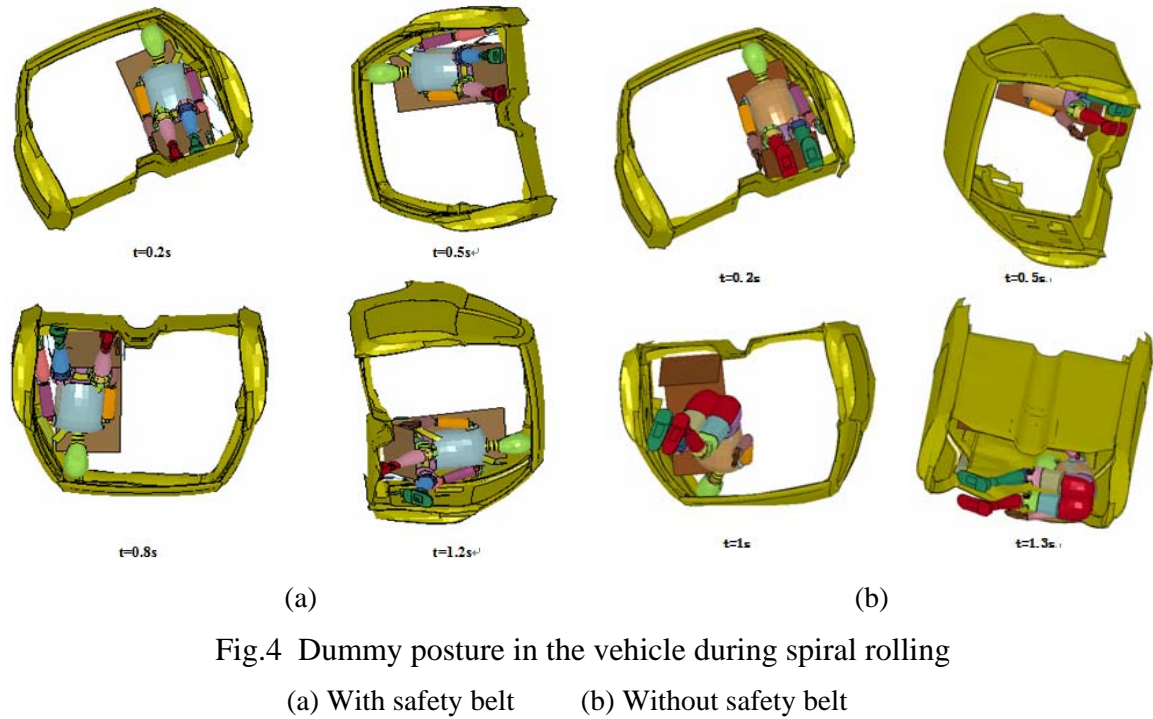 t=0.2s
t=0.5s↵
t=0.2s
t=0.5s↵
t=0.8s
t=1.2s↵
t=1s
t=1.3s↵
(a)
(b)
Fig.4 Dummy posture in the vehicle during spiral rolling
(a) With safety belt (b) Without safety belt